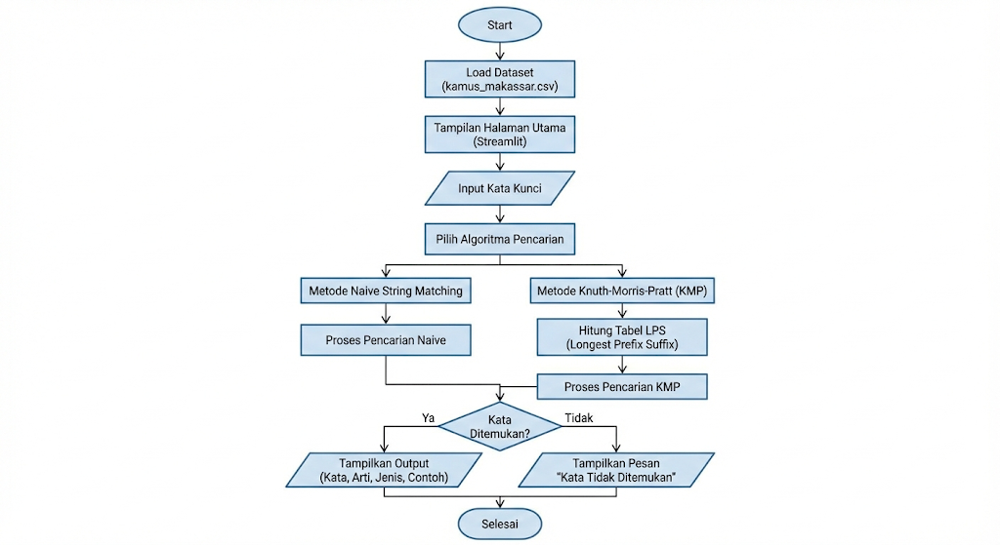 Start
Load Dataset
(kamus_makassar.csv)
Tampilan Halaman Utama
(Streamlit)
Input Kata Kunci
Pilih Algoritma Pencarian
Metode Naive String Matching
Metode Knuth-Morris-Pratt (KMP)
Proses Pencarian Naive
Hitung Tabel LPS
(Longest Prefix Suffix)
Proses Pencarian KMP
Ya
Kata
Ditemukan?
Tidak
Tampilkan Output
(Kata, Arti, Jenis, Contoh)
Tampilkan Pesan
"Kata Tidak Ditemukan"
Selesai